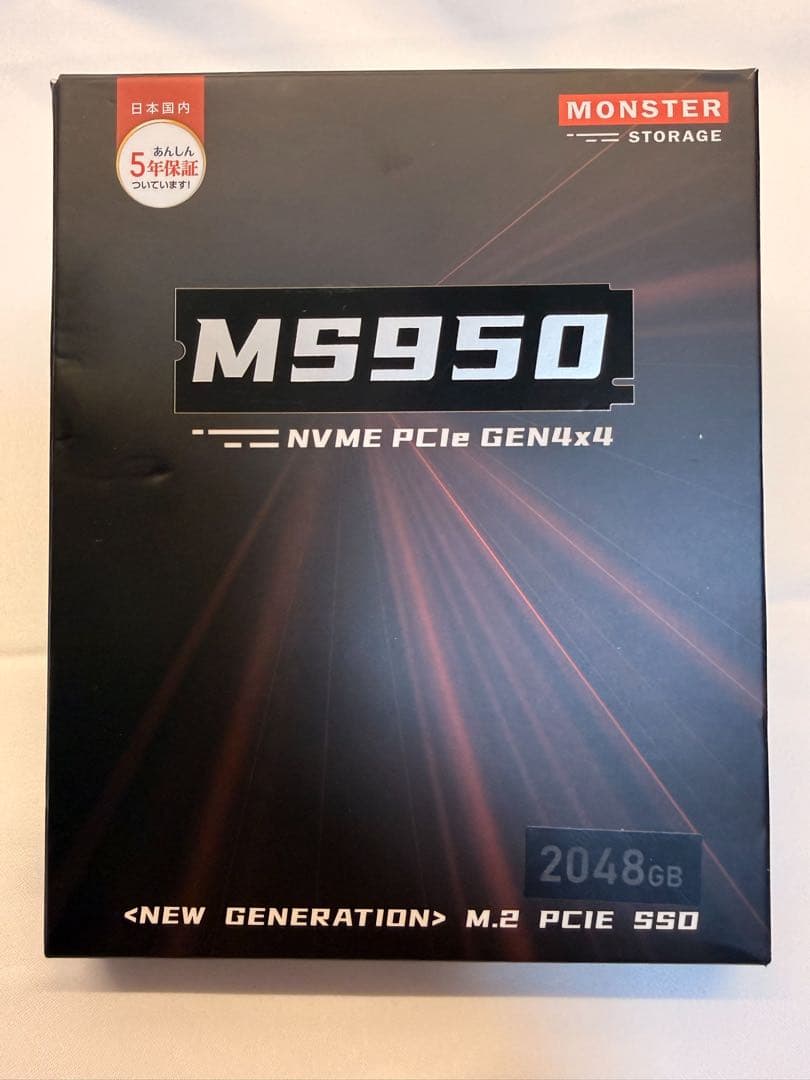 日本国内
あんしん
5年保証
ついています!
MONSTER
STORAGE
MS950
NVME PCIe GEN4x4
2048GB
<NEW GENERATION> M.2 PCIE SSD